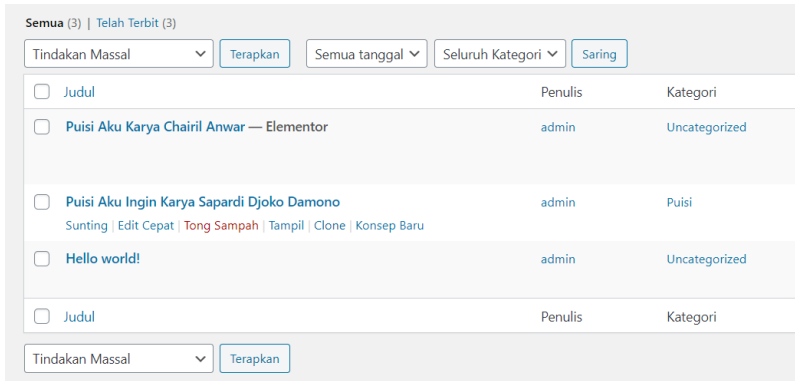 Semua (3) | Telah Terbit (3)
Tindakan Massal Terapkan Semua tanggal Seluruh Kategori Saring
Judul Penulis Kategori
Puisi Aku Karya Chairil Anwar — Elementor admin Uncategorized
Puisi Aku Ingin Karya Sapardi Djoko Damono admin Puisi
Sunting | Edit Cepat | Tong Sampah | Tampil | Clone | Konsep Baru
Hello world! admin Uncategorized
Judul Penulis Kategori
Tindakan Massal Terapkan